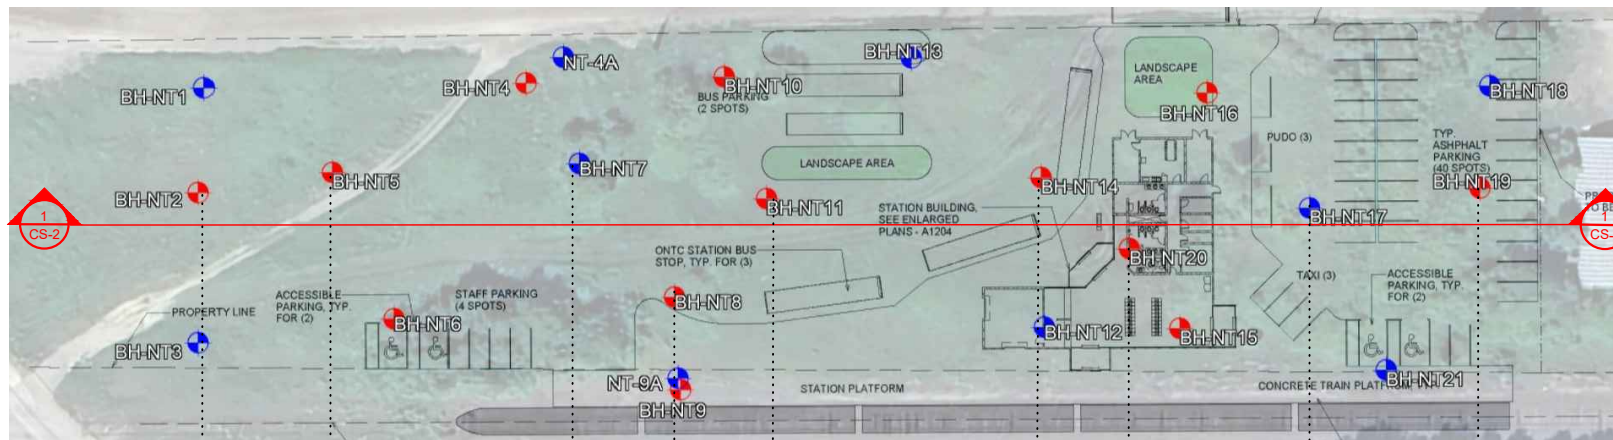 BH-NT13
NT-4A
BH-NT1
BH-NT4
BH-NT10
BUS PARKING
(2 SPOTS)
LANDSCAPE
AREA
BH-NT16
BH-NT18
PUDO (3)
TYP.
ASHPHALT
PARKING
(40 SPOTS)
BH-NT19
LANDSCAPE AREA
BH-NT7
BH-NT5
BH-NT2
BH-NT14
BH-NT11
STATION BUILDING,
SEE ENLARGED
PLANS - A1204
BH-NT17
1
CS-2
1
ONTC STATION BUS
STOP, TYP. FOR (3)
BH-NT20
TAXI (3)
ACCESSIBLE
PARKING, TYP.
FOR (2)
ACCESSIBLE
PARKING, TYP.
FOR (2)
STAFF PARKING
(4 SPOTS)
PROPERTY LINE
BH-NT8
BH-NT6
BH-NT3
BH-NT12
BH-NT15
BH-NT21
NT-9A
BH-NT9
STATION PLATFORM
CONCRETE TRAIN